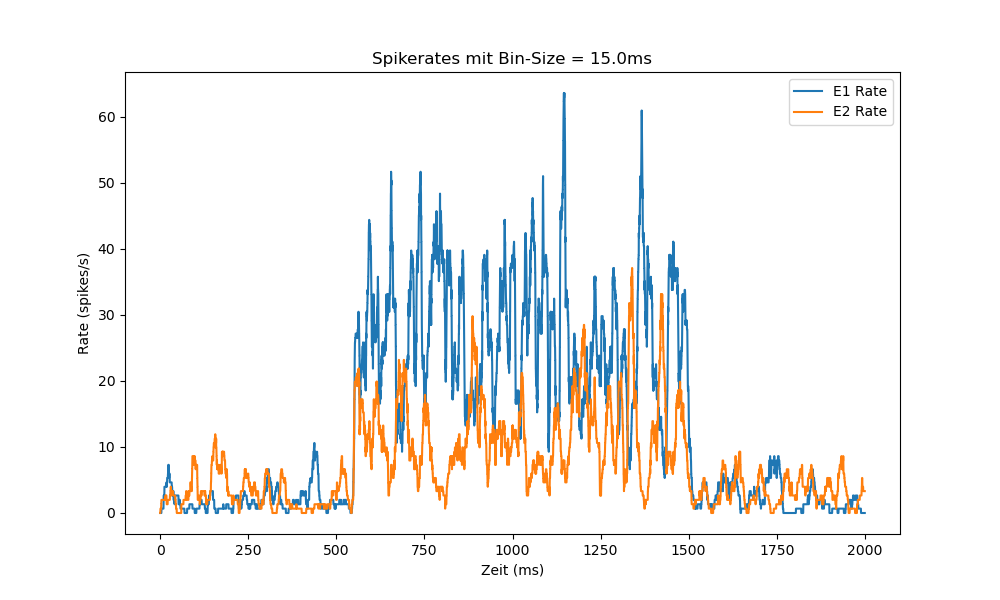 Spikerates mit Bin-Size = 15.0ms
E1 Rate
E2 Rate
60
50
40
30
20
10
0
Rate (spikes/s)
0 250 500 750 1000 1250 1500 1750 2000
Zeit (ms)